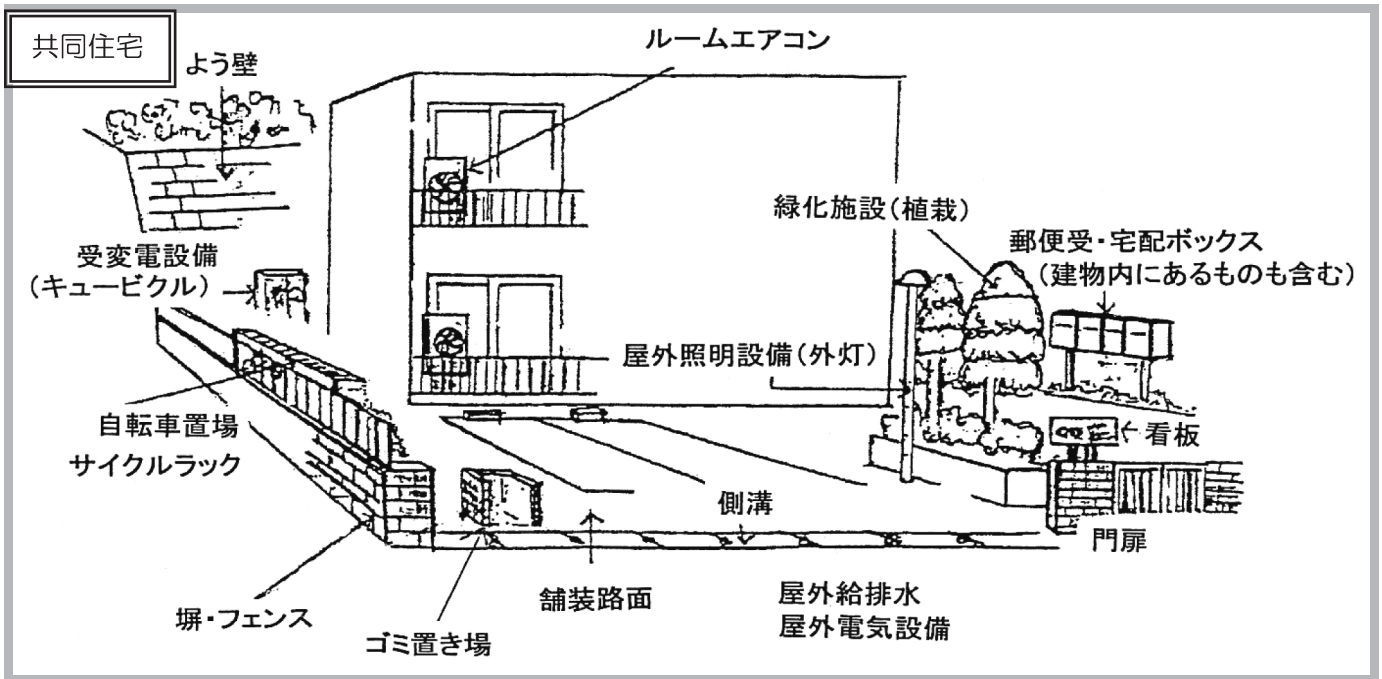 共同住宅
ルームエアコン
よう壁
緑化施設(植栽)
郵便受・宅配ボックス
(建物内にあるものも含む)
受変電設備
(キュービクル)
屋外照明設備(外灯)
自転車置場
サイクルラック
看板
側溝
門扉
舗装路面
屋外給排水
屋外電気設備
塀・フェンス
ゴミ置き場